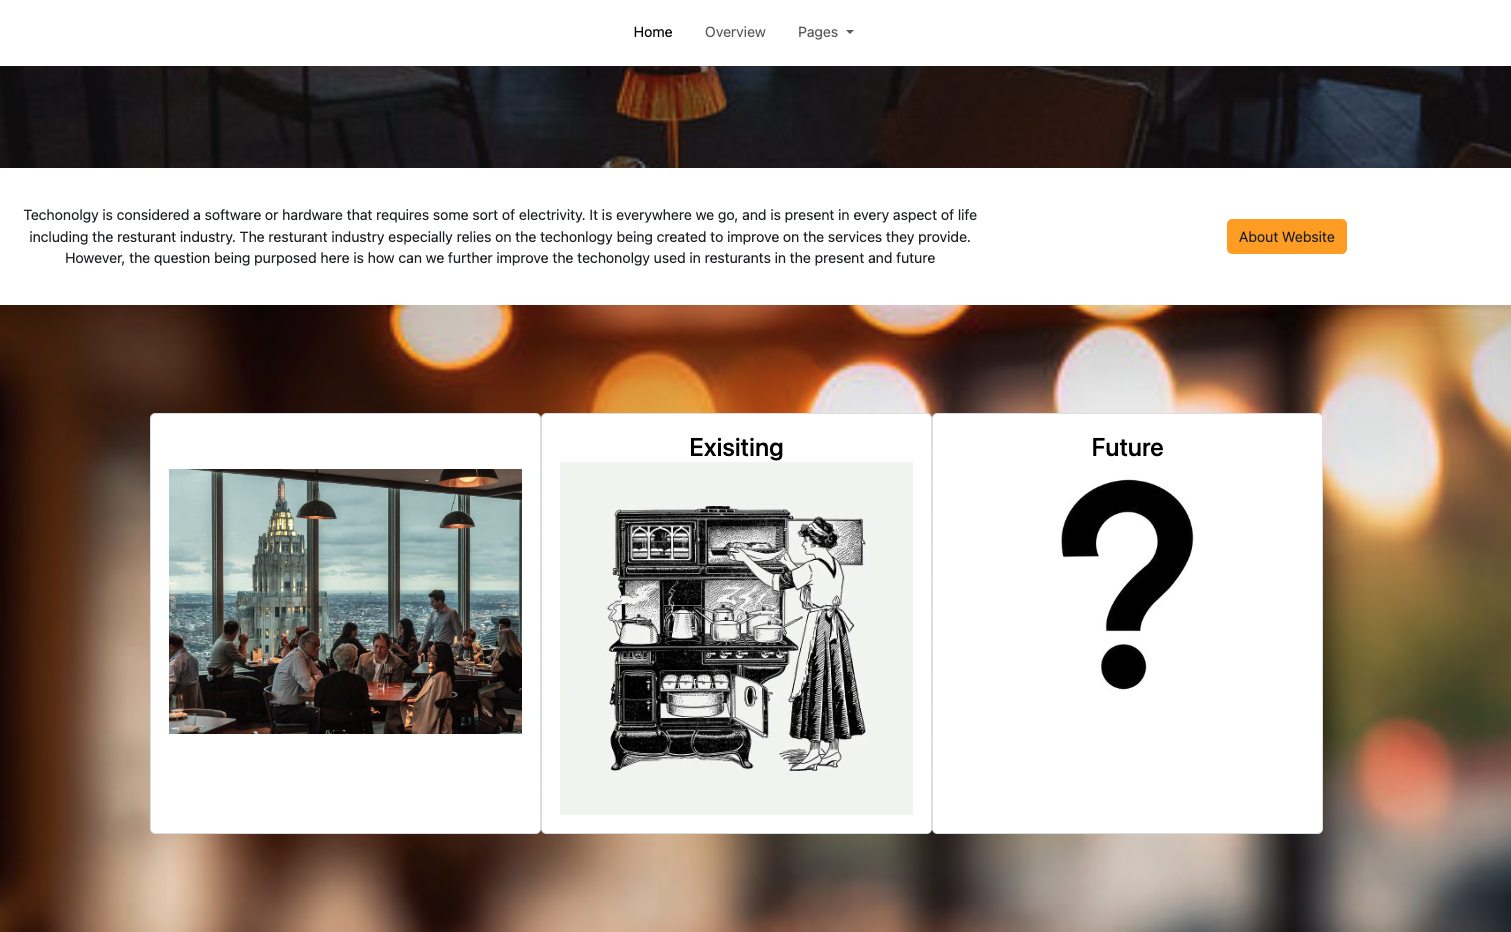 Home Overview Pages
Techonolgy is considered a software or hardware that requires some sort of electrivity. It is everywhere we go, and is present in every aspect of life
including the resturant industry. The resturant industry especially relies on the techonlogy being created to improve on the services they provide.
However, the question being purposed here is how can we further improve the techonolgy used in resturants in the present and future
About Website
Exisiting
Future
?